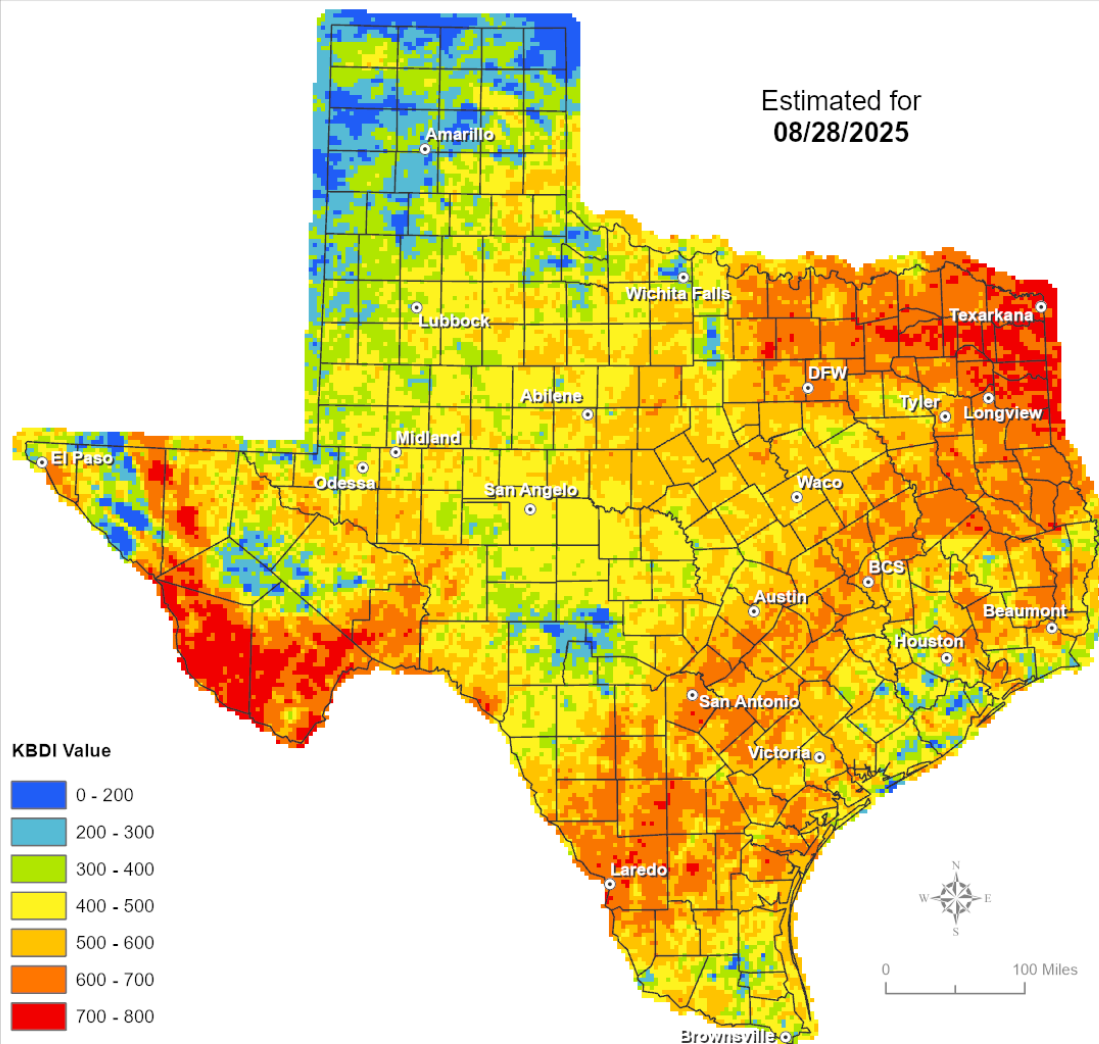 Estimated for
08/28/2025
Amarillo
Wichita Falls
Lubbock
Texarkana
DFW
Abilene
Tyler
Longview
Midland
El Paso
Odessa
San Angelo
Waco
BCS
Austin
Beaumont
Houston
San Antonio
Victoria
Laredo
Brownsville
KBDI Value
0 - 200
200 - 300
300 - 400
400 - 500
500 - 600
600 - 700
700 - 800
N
W E
S
0 100 Miles